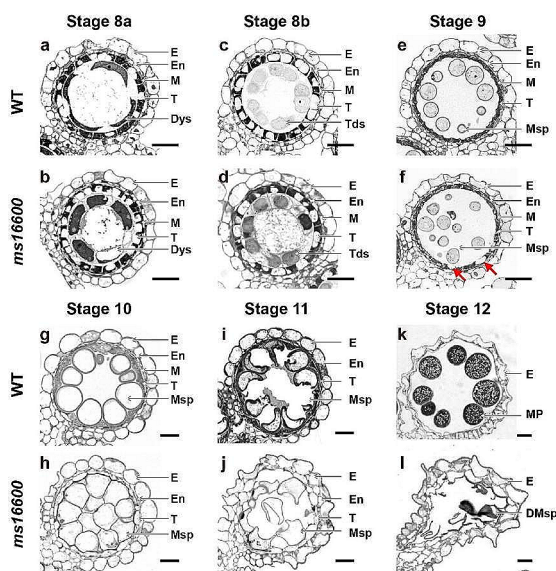 Stage 8a Stage 8b Stage 9
WT
a E En M T Dys
c E En M T Tds
e E En M T Msp
ms16600
b E En M T Dys
d E En M T Tds
f E En M T Msp
Stage 10 Stage 11 Stage 12
WT
g E En M T Msp
i E En T Msp
k E MP
ms16600
h E En T Msp
j E En T Msp
l E DMsp